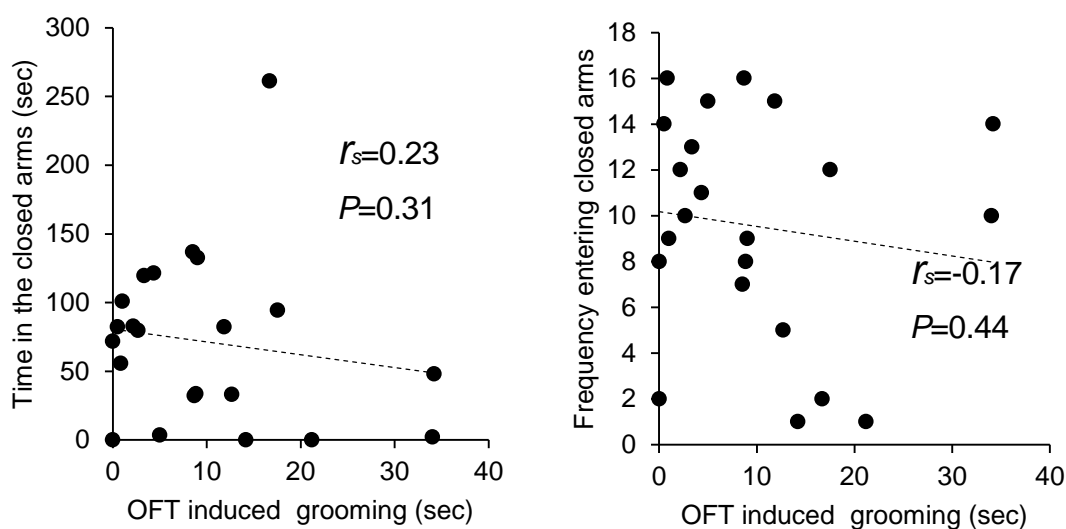 300
250
200
150
100
50
0
0 10 20 30 40
Time in the closed arms (sec)
OFT induced grooming (sec)
rs=0.23
P=0.31
18
16
14
12
10
8
6
4
2
0
0 10 20 30 40
Frequency entering closed arms
OFT induced grooming (sec)
rs=-0.17
P=0.44